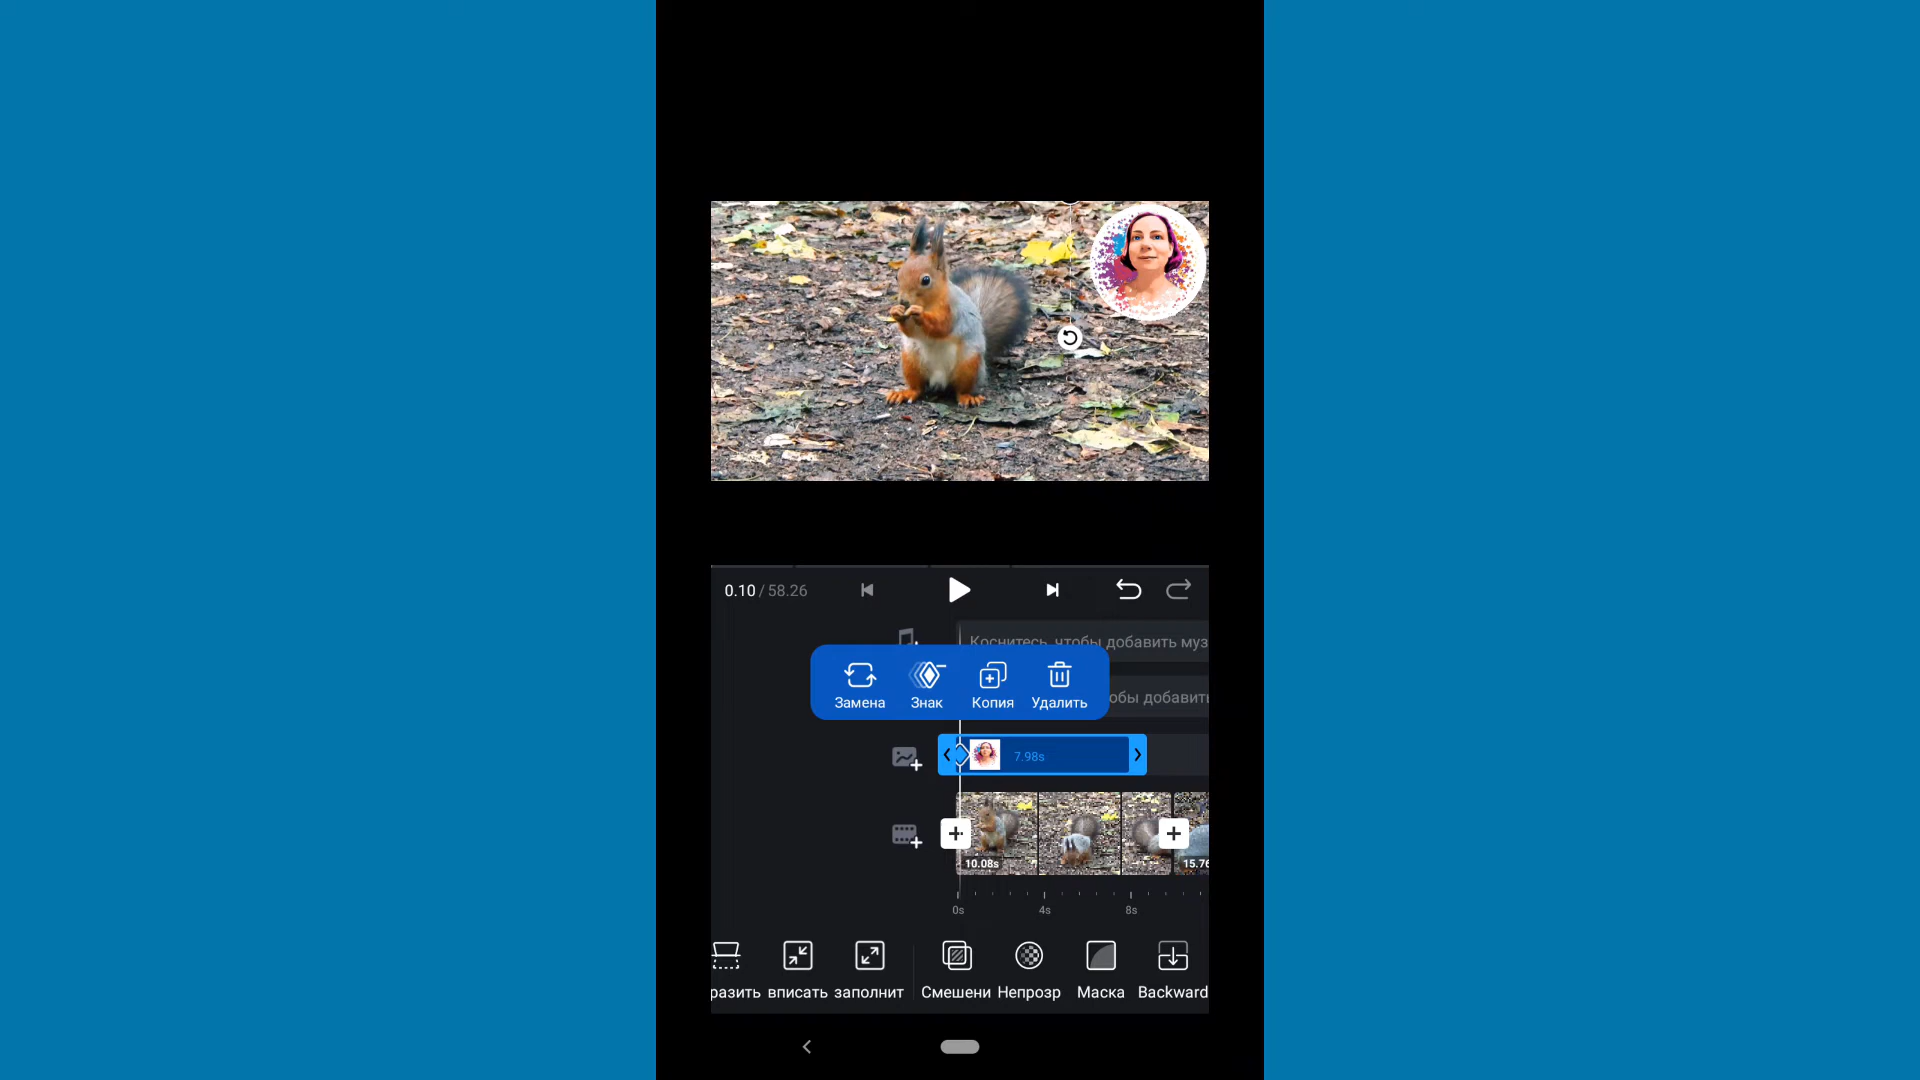 0.10 / 58.26
Коснитесь, чтобы добавить муз
Замена Знак Копия Удалить
обы добавить
7.98s
10.08s
15.76
0s 4s 8s
разить вписать заполнит Смешени Непрозр Маска Backward